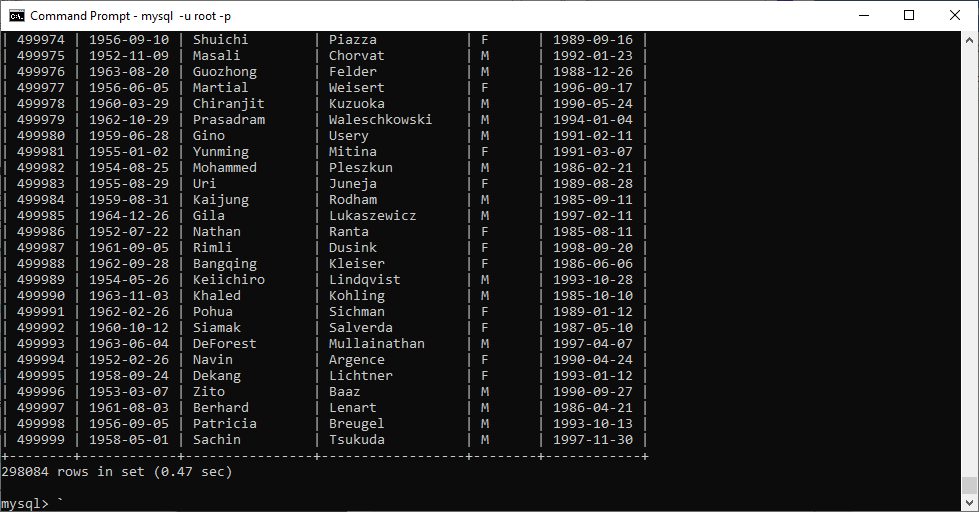 Command Prompt - mysql  -u root -p
| 499974 | 1956-09-10 | Shuichi        | Piazza           | F      | 1989-09-16 |
| 499975 | 1952-11-09 | Masali         | Chorvat          | M      | 1992-01-23 |
| 499976 | 1963-08-20 | Guozhong       | Felder           | M      | 1988-12-26 |
| 499977 | 1956-06-05 | Martial        | Weisert          | F      | 1996-09-17 |
| 499978 | 1960-03-29 | Chiranjit      | Kuzuoka          | M      | 1990-05-24 |
| 499979 | 1962-10-29 | Prasadram      | Waleschkowski    | M      | 1994-01-04 |
| 499980 | 1959-06-28 | Gino           | Usery            | M      | 1991-02-11 |
| 499981 | 1955-01-02 | Yunming        | Mitina           | F      | 1991-03-07 |
| 499982 | 1954-08-25 | Mohammed       | Pleszkun         | M      | 1986-02-21 |
| 499983 | 1955-08-29 | Uri            | Juneja           | F      | 1989-08-28 |
| 499984 | 1959-08-31 | Kaijung        | Rodham           | M      | 1985-09-11 |
| 499985 | 1964-12-26 | Gila           | Lukaszewicz      | M      | 1997-02-11 |
| 499986 | 1952-07-22 | Nathan         | Ranta            | F      | 1985-08-11 |
| 499987 | 1961-09-05 | Rimli          | Dusink           | F      | 1998-09-20 |
| 499988 | 1962-09-28 | Bangqing       | Kleiser          | F      | 1986-06-06 |
| 499989 | 1954-05-26 | Keiichiro      | Lindqvist        | M      | 1993-10-28 |
| 499990 | 1963-11-03 | Khaled         | Kohling          | M      | 1985-10-10 |
| 499991 | 1962-02-26 | Pohua          | Sichman          | F      | 1989-01-12 |
| 499992 | 1960-10-12 | Siamak         | Salverda         | F      | 1987-05-10 |
| 499993 | 1963-06-04 | DeForest       | Mullainathan     | M      | 1997-04-07 |
| 499994 | 1952-02-26 | Navin          | Argence          | F      | 1990-04-24 |
| 499995 | 1958-09-24 | Dekang         | Lichtner         | F      | 1993-01-12 |
| 499996 | 1953-03-07 | Zito           | Baaz             | M      | 1990-09-27 |
| 499997 | 1961-08-03 | Berhard        | Lenart           | M      | 1986-04-21 |
| 499998 | 1956-09-05 | Patricia       | Breugel          | M      | 1993-10-13 |
| 499999 | 1958-05-01 | Sachin         | Tsukuda          | M      | 1997-11-30 |
+--------+------------+----------------+------------------+--------+------------+
298084 rows in set (0.47 sec)
mysql> `